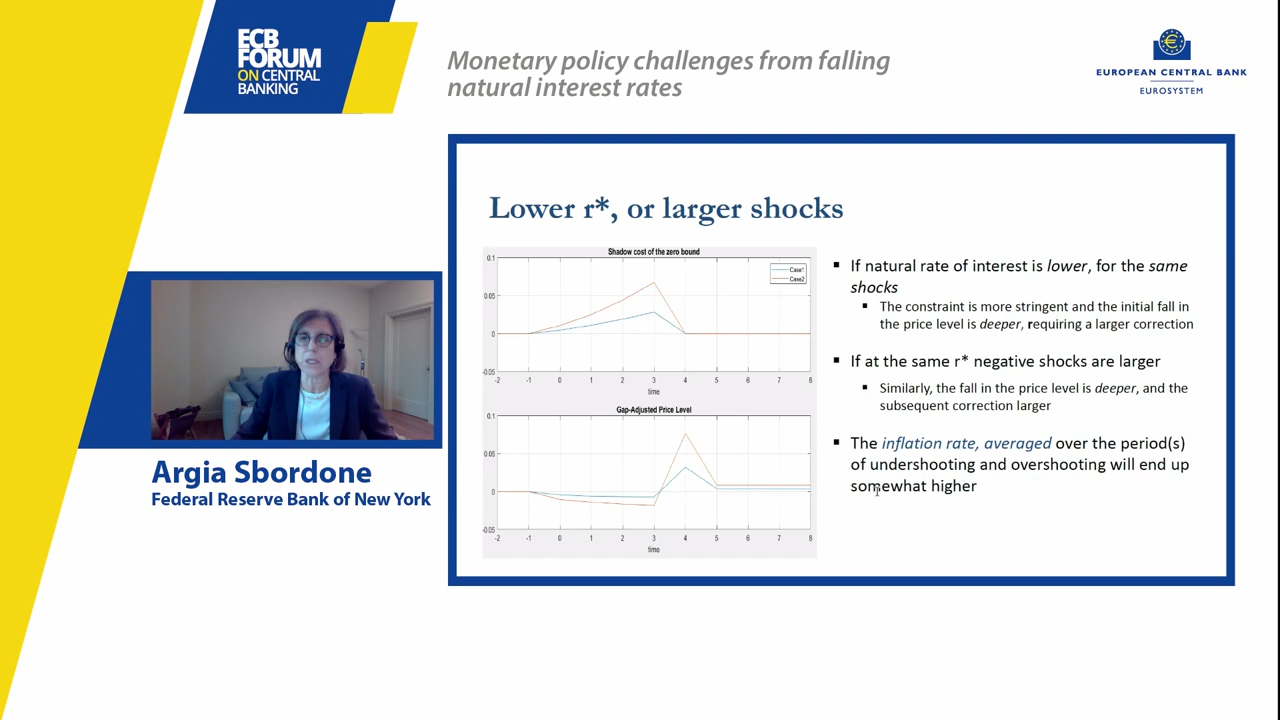 ECB
FORUM
ON CENTRAL
BANKING
Monetary policy challenges from falling
natural interest rates
EUROPEAN CENTRAL BANK
EUROSYSTEM
Lower r*, or larger shocks
Shadow cost of the zero bound
Case1
Case2
0.1
0.05
0
-0.05
-2 -1 0 1 2 3 4 5 6 7 8
time
Gap-Adjusted Price Level
0.1
0.05
0
-0.05
-2 -1 0 1 2 3 4 5 6 7 8
time
▪ If natural rate of interest is lower, for the same
shocks
▪ The constraint is more stringent and the initial fall in
the price level is deeper, requiring a larger correction
▪ If at the same r* negative shocks are larger
▪ Similarly, the fall in the price level is deeper, and the
subsequent correction larger
▪ The inflation rate, averaged over the period(s)
of undershooting and overshooting will end up
somewhat higher
Argia Sbordone
Federal Reserve Bank of New York